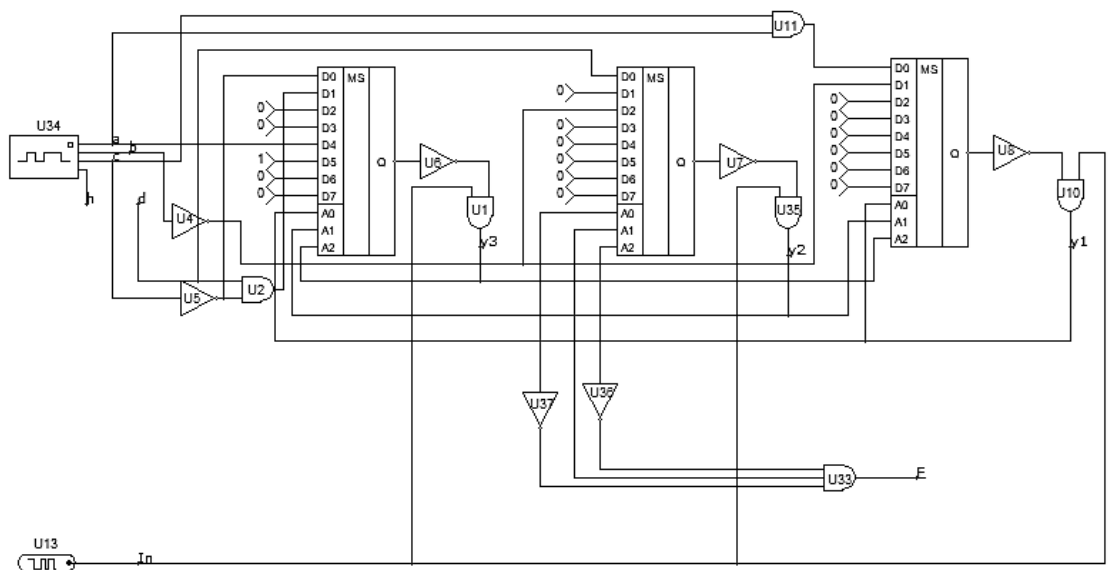 U11
D0 MS
D1
0 D2
0 D3
D4
1 D5
0 D6
0 D7
A0
A1
A2
Q
D0 MS
0 D1
D2
0 D3
0 D4
0 D5
0 D6
0 D7
A0
A1
A2
Q
D0 MS
D1
0 D2
0 D3
0 D4
0 D5
0 D6
0 D7
A0
A1
A2
Q
U34
a
b
c
h
d
U4
U5
U2
U6
U1
y3
U7
U35
y2
U8
U10
y1
U37
U36
U33
F
U13
In